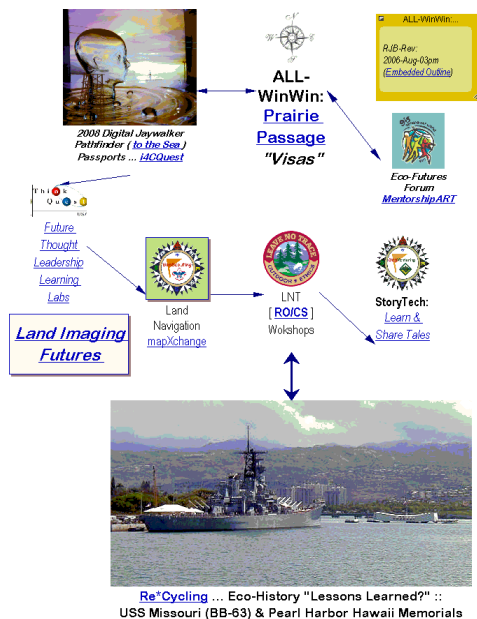 N
W E
S
ALL-
WinWin:
Prairie
Passage
"Visas"
ALL-WinWin:...
RJB-Rev:
2006-Aug-03pm
(Embedded Outline)
2008 Digital Jaywalker
Pathfinder ( to the Sea )
Passports ... i4CQuest
Eco-Futures
Forum
MentorshipART
Think
Quest
Future
Thought
Leadership
Learning
Labs
Land Imaging
Futures
Land
Navigation
mapXchange
LEAVE NO TRACE
OUTDOOR ETHICS
LNT
[ RO/CS ]
Wokshops
StoryTech:
Learn &
Share Tales
Re*Cycling ... Eco-History "Lessons Learned?" ::
USS Missouri (BB-63) & Pearl Harbor Hawaii Memorials